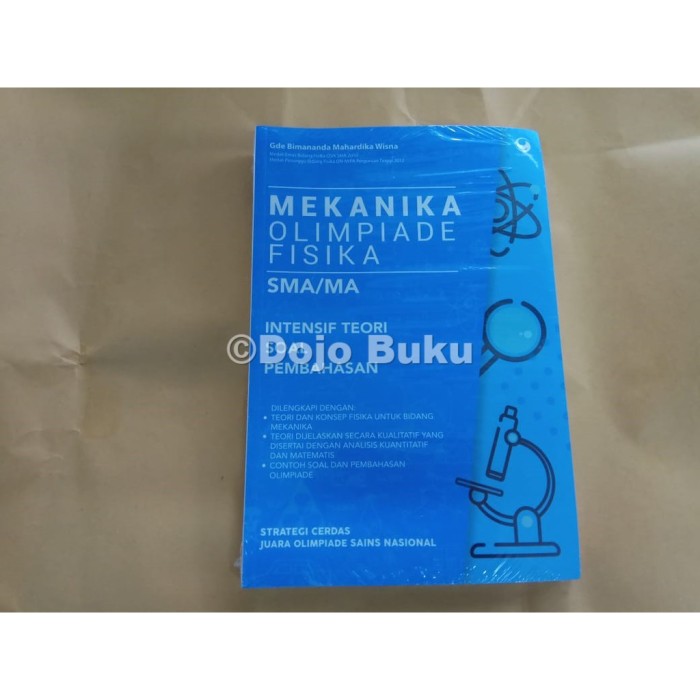 Gde Bimananda Mahardika Wisna
MEKANIKA
OLIMPIADE
FISIKA
SMA/MA
INTENSIF TEORI
SOAL
PEMBAHASAN
©Dojo Buku
DILENGKAPI DENGAN:
• TEORI DAN KONSEP FISIKA UNTUK BIDANG
MEKANIKA
• TEORI DIJELASKAN SECARA KUALITATIF YANG
DISERTAI DENGAN ANALISIS KUANTITATIF
DAN MATEMATIS
• CONTOH SOAL DAN PEMBAHASAN
OLIMPIADE
STRATEGI CERDAS
JUARA OLIMPIADE SAINS NASIONAL